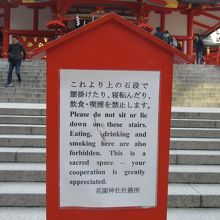 これより上の石段で
腰掛けたり、寝転んだり、
飲食・喫煙を禁止します。
Please do not sit or lie
down on these stairs.
Eating, drinking and
smoking here are also
forbidden. This is a
sacred space – your
cooperation is greatly
appreciated.
花園神社社務所